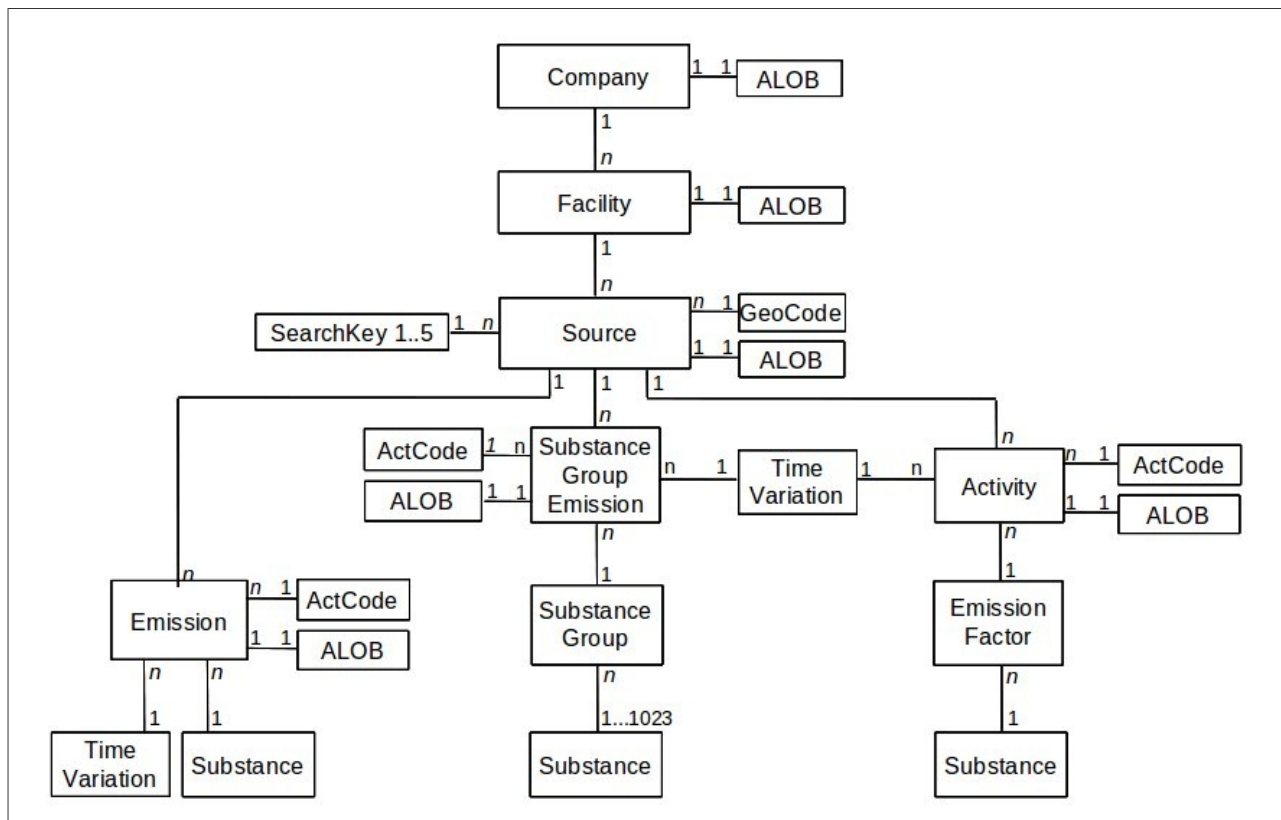 Company
1 1
ALOB
1
n
Facility
1 1
ALOB
1
n
SearchKey 1..5
1 n
Source
n 1
GeoCode
1 1
ALOB
1
1
1
n
n
n
ActCode
1 n
ALOB
1 1
Substance
Group
Emission
n 1
Time
Variation
1 n
Activity
n 1
ActCode
1 1
ALOB
n
1
n
1
Emission
n 1
ActCode
1 1
ALOB
Substance
Group
Emission
Factor
n
n
n
n
1
1
1...1023
1
Time
Variation
Substance
Substance
Substance